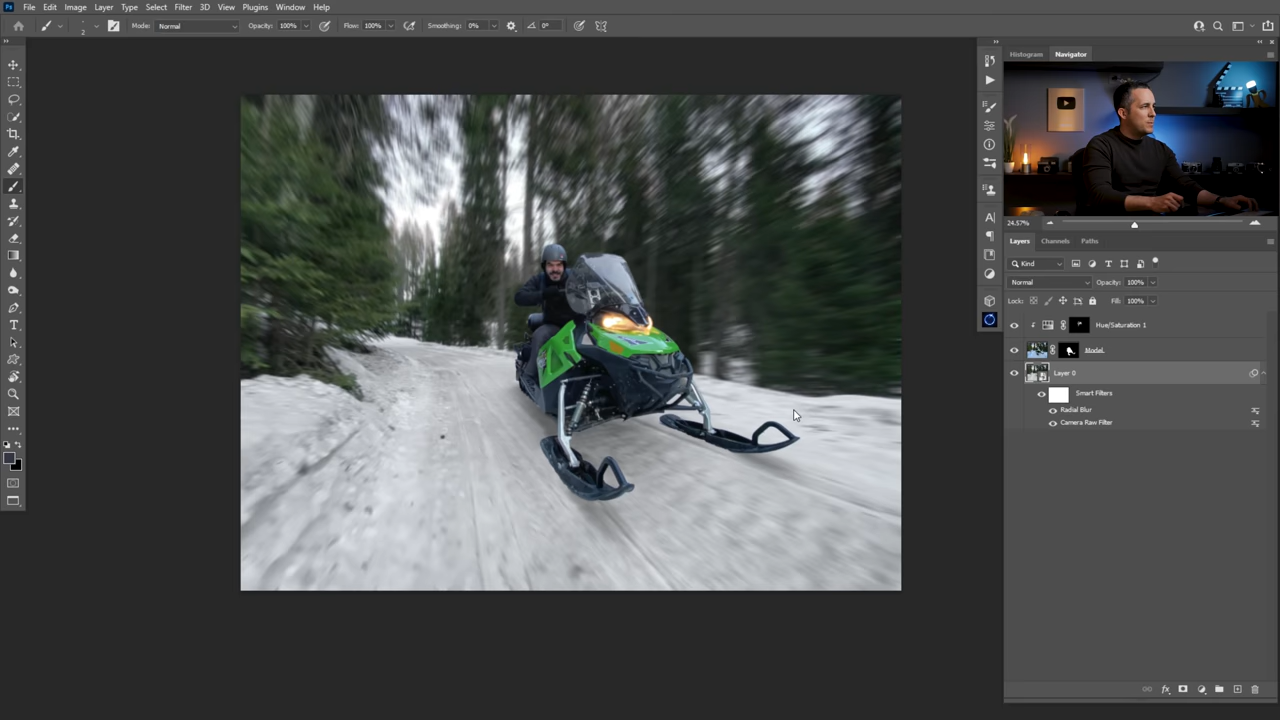 Ps File Edit Image Layer Type Select Filter 3D View Plugins Window Help
2 Mode: Normal Opacity: 100% Flow: 100% Smoothing: 0% 0°
Histogram Navigator
24.57%
Layers Channels Paths
Kind
Normal Opacity: 100%
Lock: Fill: 100%
Hue/Saturation 1
Model
Layer 0
Smart Filters
Radial Blur
Camera Raw Filter